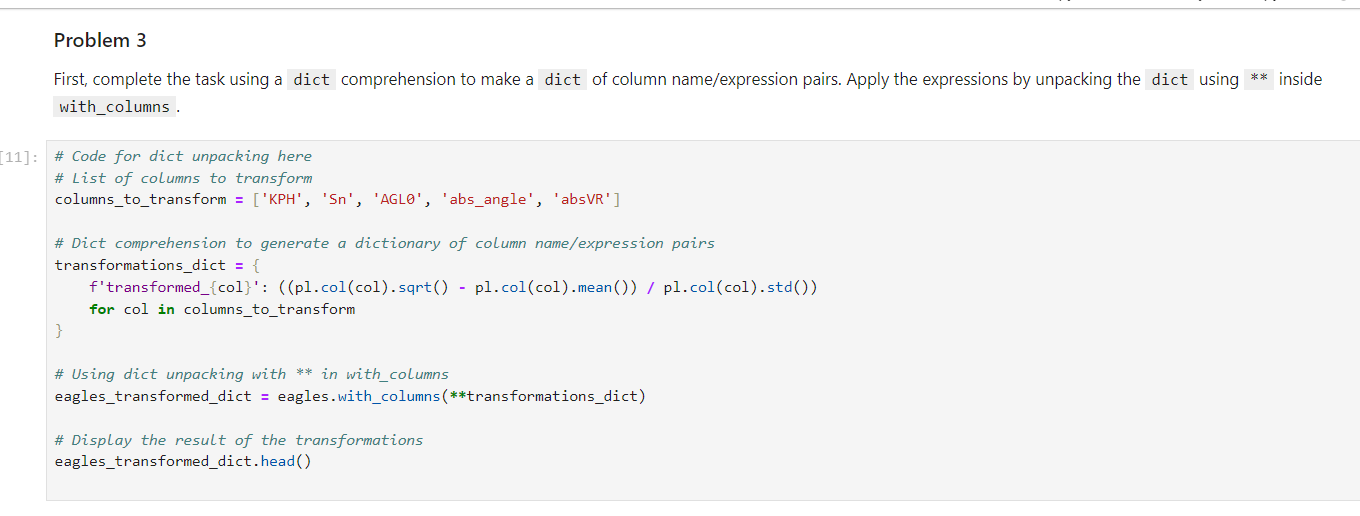 Problem 3
First, complete the task using a dict comprehension to make a dict of column name/expression pairs. Apply the expressions by unpacking the dict using ** inside
with_columns .
[11]: # Code for dict unpacking here
# List of columns to transform
columns_to_transform = ['KPH', 'Sn', 'AGL0', 'abs_angle', 'absVR']
# Dict comprehension to generate a dictionary of column name/expression pairs
transformations_dict = {
    f'transformed_{col}': ((pl.col(col).sqrt() - pl.col(col).mean()) / pl.col(col).std())
    for col in columns_to_transform
}
# Using dict unpacking with ** in with_columns
eagles_transformed_dict = eagles.with_columns(**transformations_dict)
# Display the result of the transformations
eagles_transformed_dict.head()